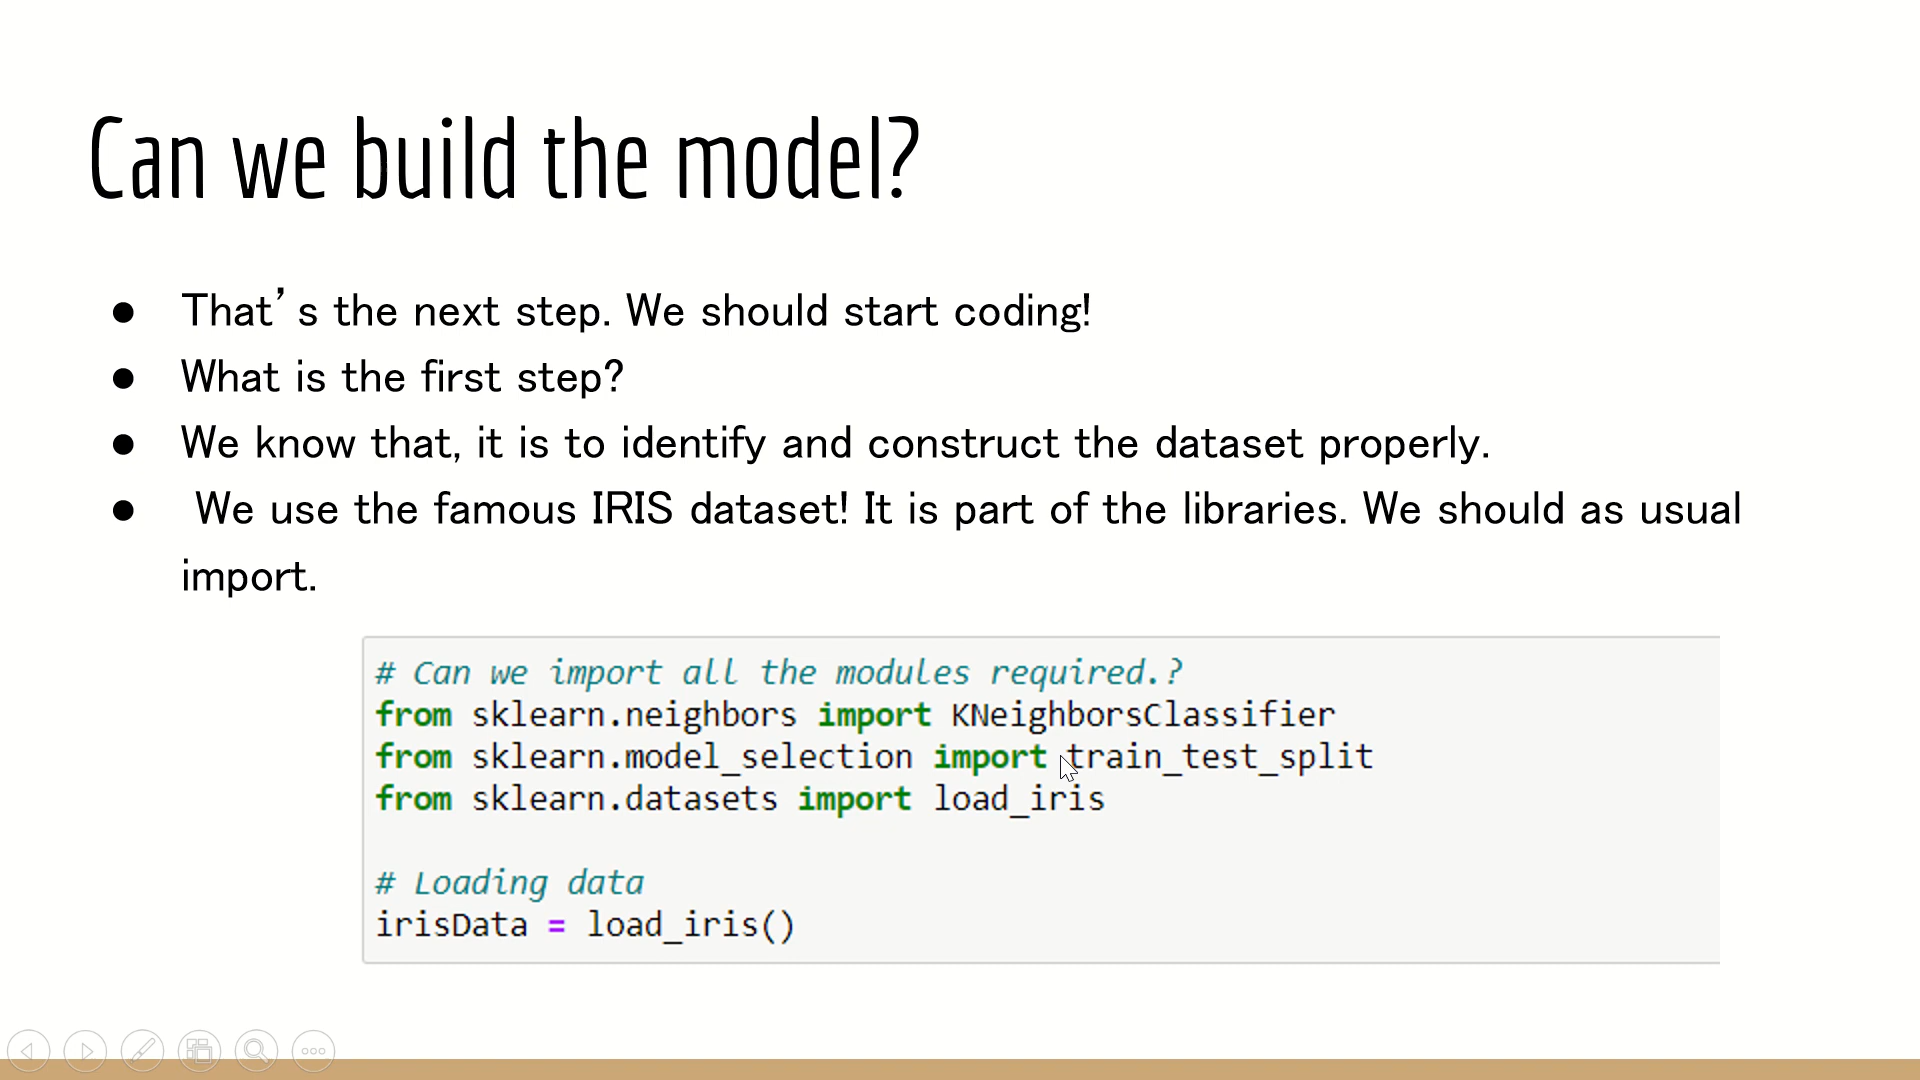 Can we build the model?
● That’s the next step. We should start coding!
● What is the first step?
● We know that, it is to identify and construct the dataset properly.
● We use the famous IRIS dataset! It is part of the libraries. We should as usual
import.
# Can we import all the modules required.?
from sklearn.neighbors import KNeighborsClassifier
from sklearn.model_selection import train_test_split
from sklearn.datasets import load_iris
# Loading data
irisData = load_iris()